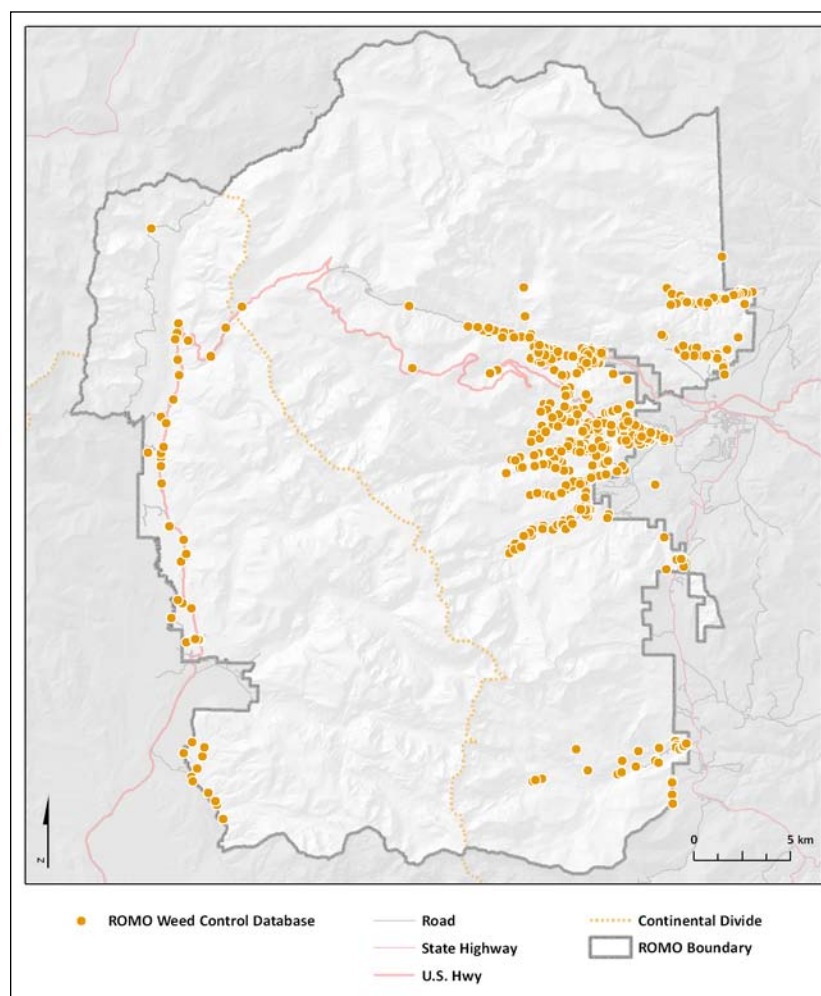 N
0
5 km
ROMO Weed Control Database
Road
Continental Divide
State Highway
ROMO Boundary
U.S. Hwy